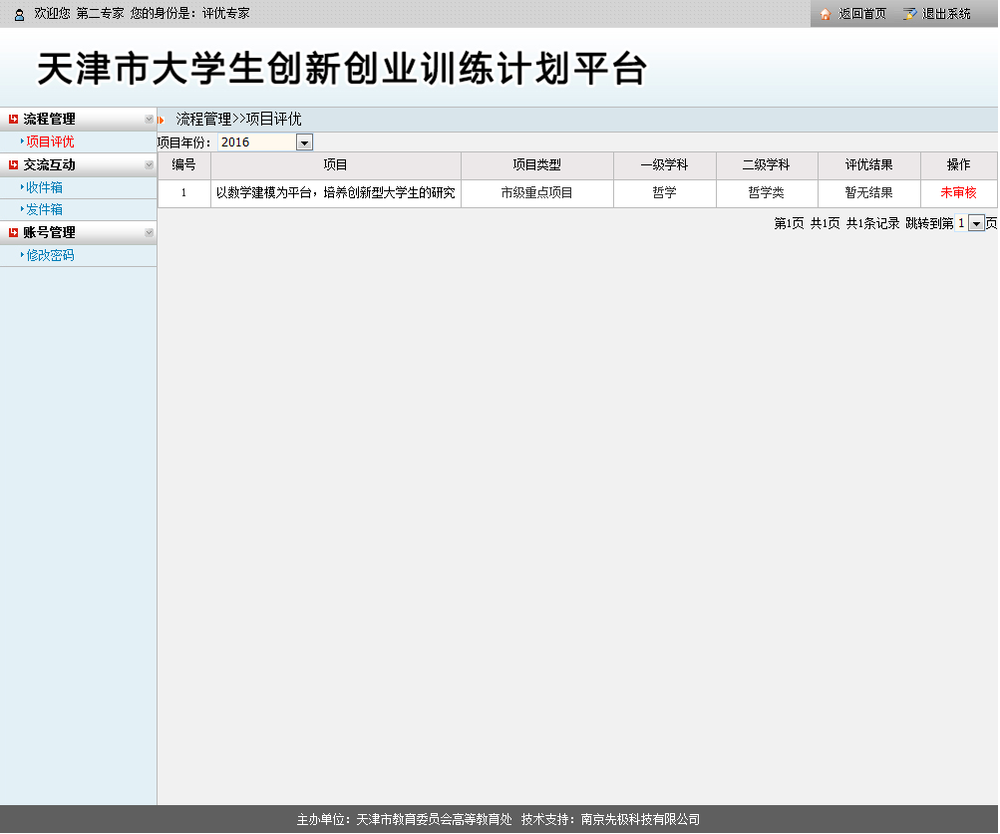 欢迎您 第二专家 您的身份是：评优专家 返回首页 退出系统
天津市大学生创新创业训练计划平台
流程管理
项目评优
交流互动
收件箱
发件箱
账号管理
修改密码
流程管理>>项目评优
项目年份： 2016
编号 项目 项目类型 一级学科 二级学科 评优结果 操作
1 以数学建模为平台，培养创新型大学生的研究 市级重点项目 哲学 哲学类 暂无结果 未审核
第1页 共1页 共1条记录 跳转到第 1 页
主办单位：天津市教育委员会高等教育处 技术支持：南京先极科技有限公司